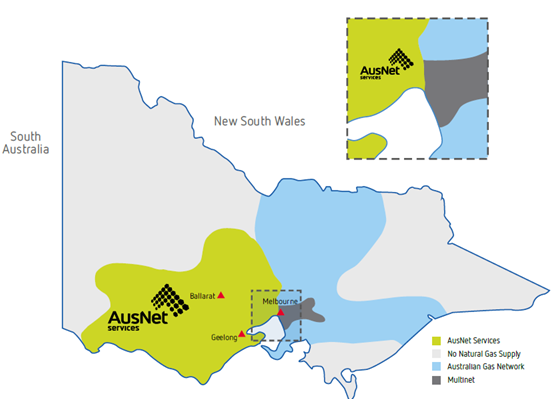 AusNet
services
South
Australia
New South Wales
Ballarat
Melbourne
AusNet
services
Geelong
AusNet Services
No Natural Gas Supply
Australian Gas Network
Multinet